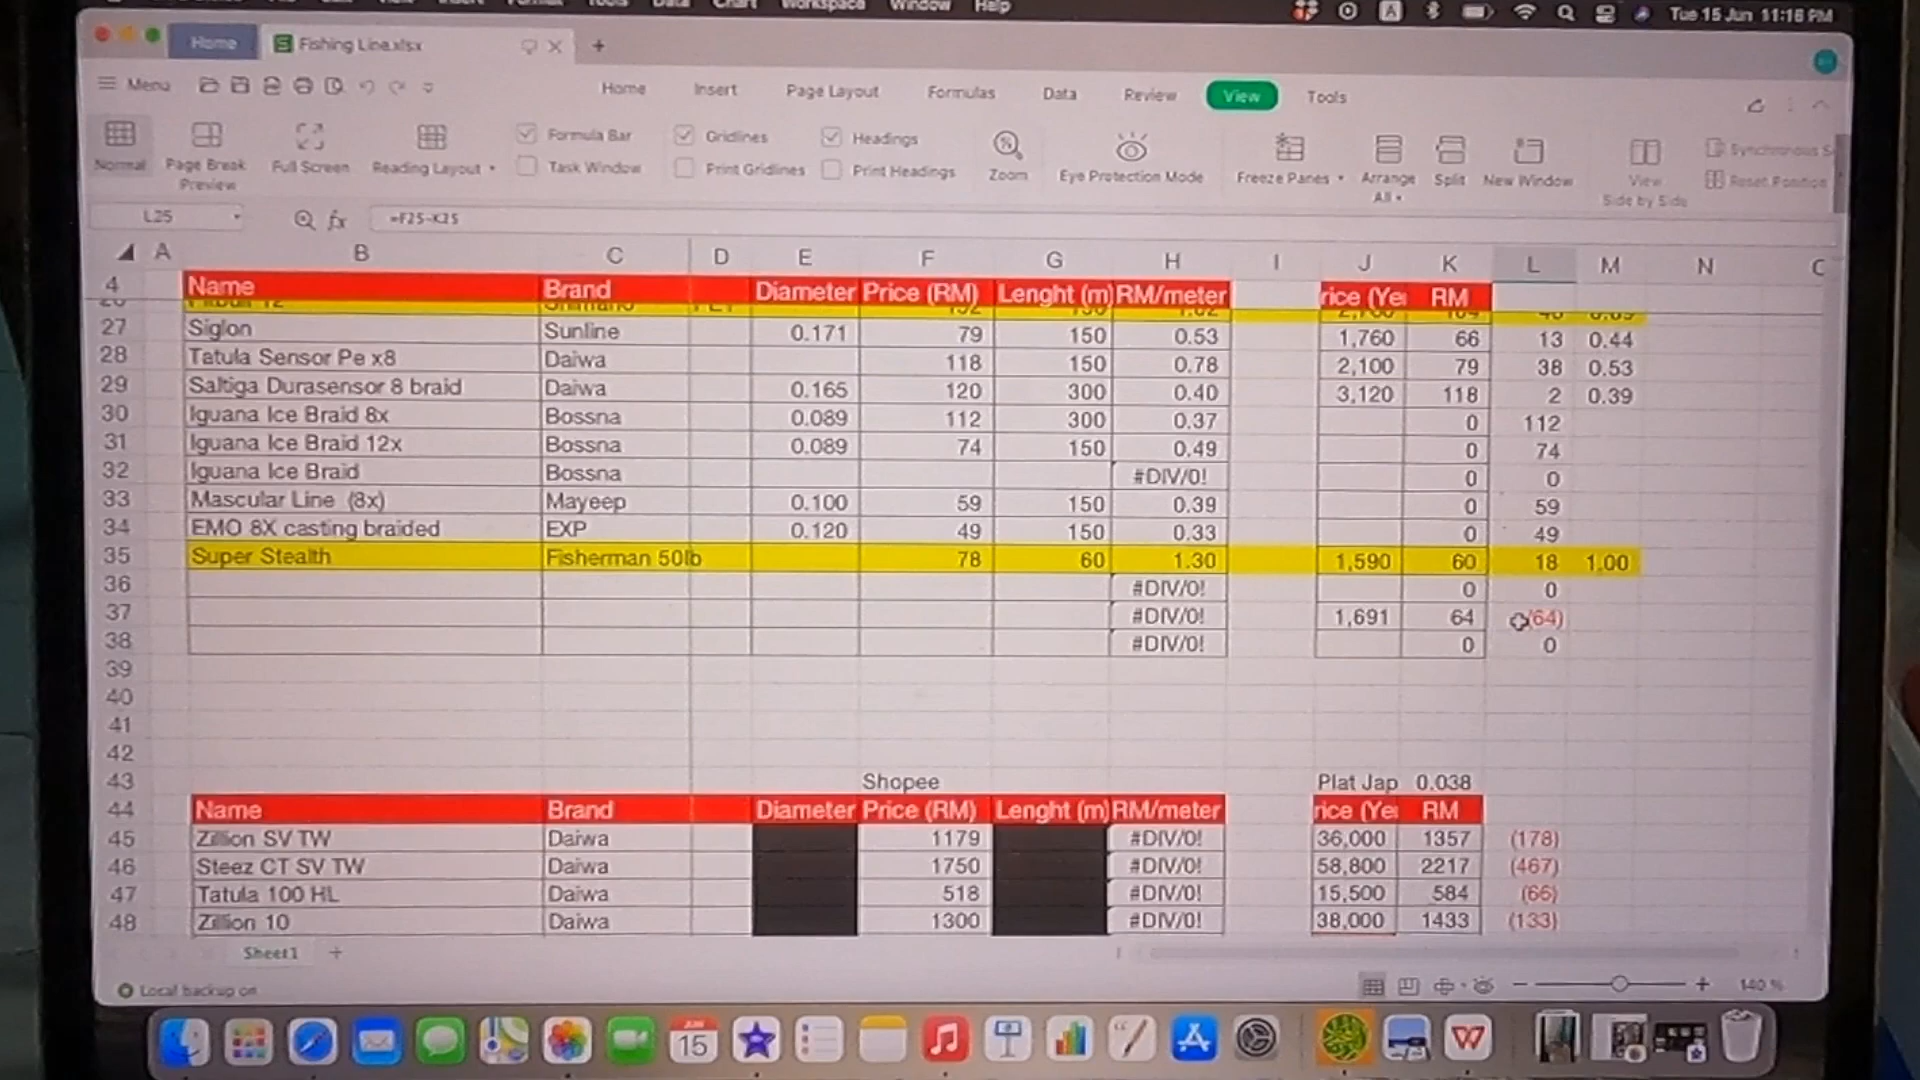 Chart Workspace Window Help Tue 15 Jun 11:16 PM
Home Fishing Line.xlsx
Menu Home Insert Page Layout Formulas Data Review View Tools
Formula Bar Gridlines Headings
Normal Page Break Preview Full Screen Reading Layout Task Window Print Gridlines Print Headings Zoom Eye Protection Mode Freeze Panes Arrange All Split New Window View Side by Side Reset Position
L25 fx =F25-K25
A B C D E F G H I J K L M N
4 Name Brand Diameter Price (RM) Lenght (m) RM/meter rice (Ye RM
27 Siglon Sunline 0.171 79 150 0.53 1,760 66 13 0.44
28 Tatula Sensor Pe x8 Daiwa 118 150 0.78 2,100 79 38 0.53
29 Saltiga Durasensor 8 braid Daiwa 0.165 120 300 0.40 3,120 118 2 0.39
30 Iguana Ice Braid 8x Bossna 0.089 112 300 0.37 0 112
31 Iguana Ice Braid 12x Bossna 0.089 74 150 0.49 0 74
32 Iguana Ice Braid Bossna #DIV/0! 0 0
33 Mascular Line (8x) Mayeep 0.100 59 150 0.39 0 59
34 EMO 8X casting braided EXP 0.120 49 150 0.33 0 49
35 Super Stealth Fisherman 50lb 78 60 1.30 1,590 60 18 1.00
36 #DIV/0! 0 0
37 #DIV/0! 1,691 64 (64)
38 #DIV/0! 0 0
39
40
41
42
43 Shopee Plat Jap 0.038
44 Name Brand Diameter Price (RM) Lenght (m) RM/meter rice (Ye RM
45 Zillion SV TW Daiwa 1179 #DIV/0! 36,000 1357 (178)
46 Steez CT SV TW Daiwa 1750 #DIV/0! 58,800 2217 (467)
47 Tatula 100 HL Daiwa 518 #DIV/0! 15,500 584 (66)
48 Zillion 10 Daiwa 1300 #DIV/0! 38,000 1433 (133)
Sheet1
Local backup on 140 %
JUN
15